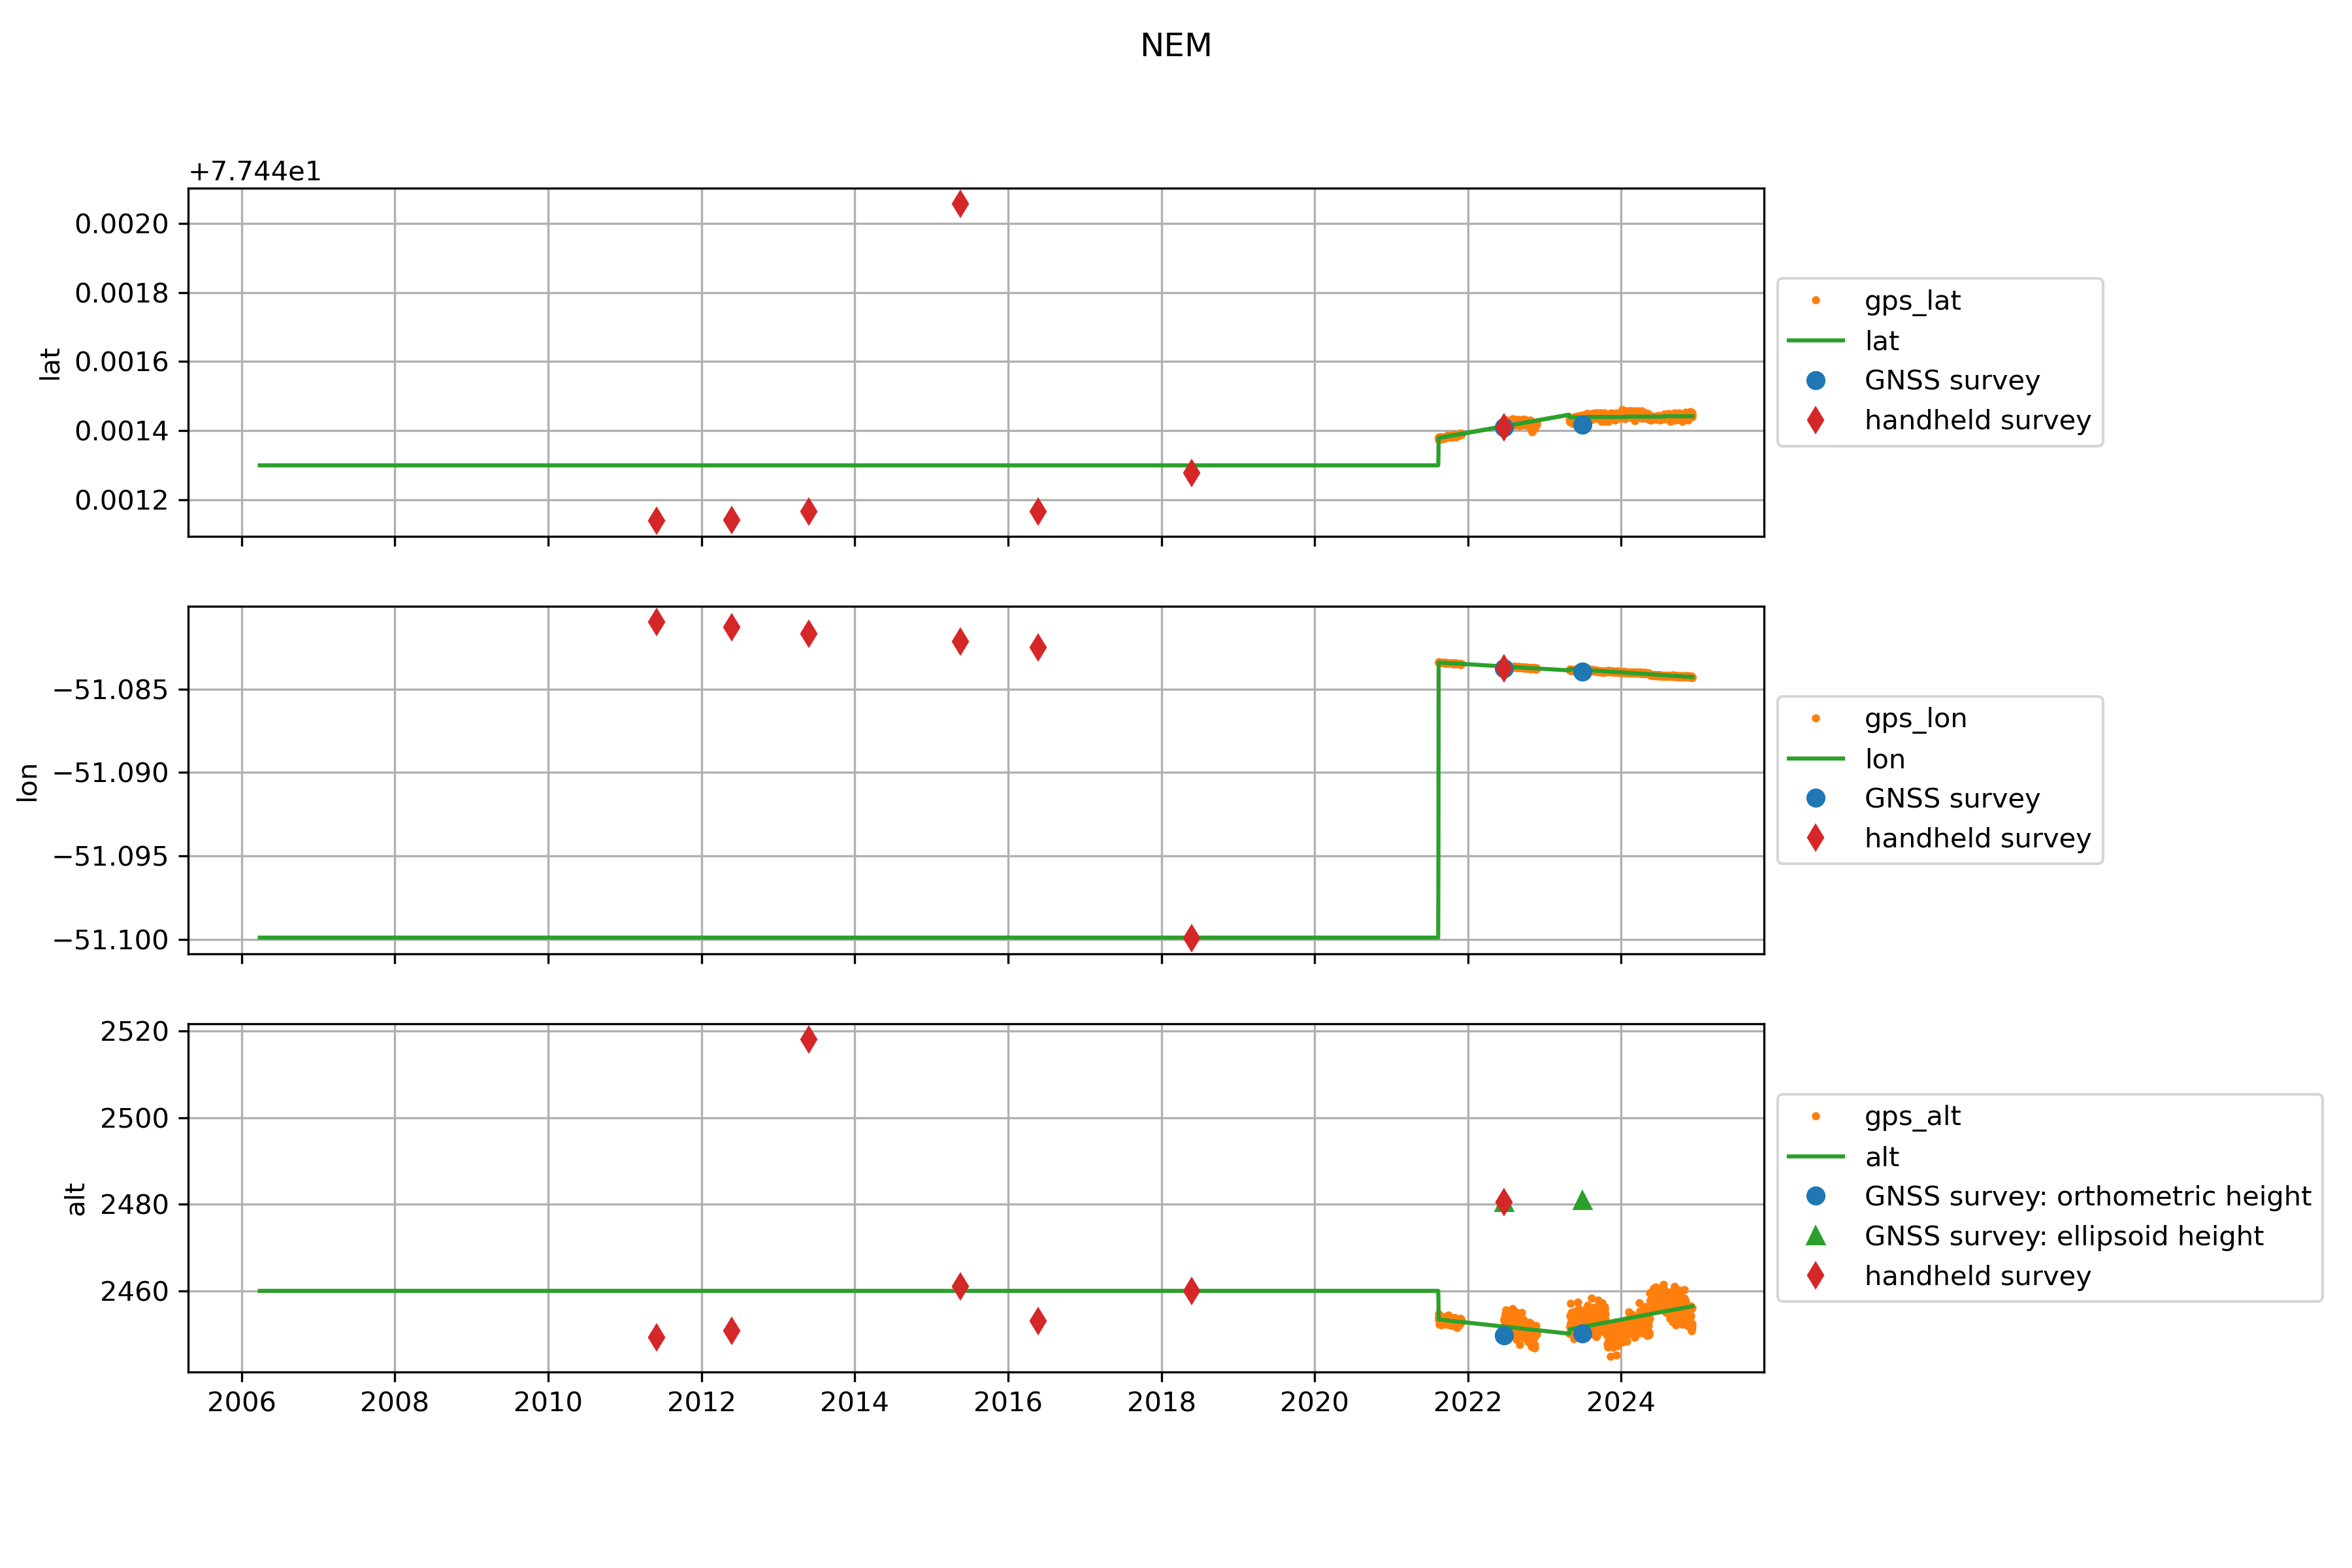 NEM
+7.744e1
0.0020
0.0018
0.0016
0.0014
0.0012
lat
gps_lat
lat
GNSS survey
handheld survey
−51.085
−51.090
−51.095
−51.100
lon
gps_lon
lon
GNSS survey
handheld survey
2520
2500
2480
2460
alt
gps_alt
alt
GNSS survey: orthometric height
GNSS survey: ellipsoid height
handheld survey
2006 2008 2010 2012 2014 2016 2018 2020 2022 2024